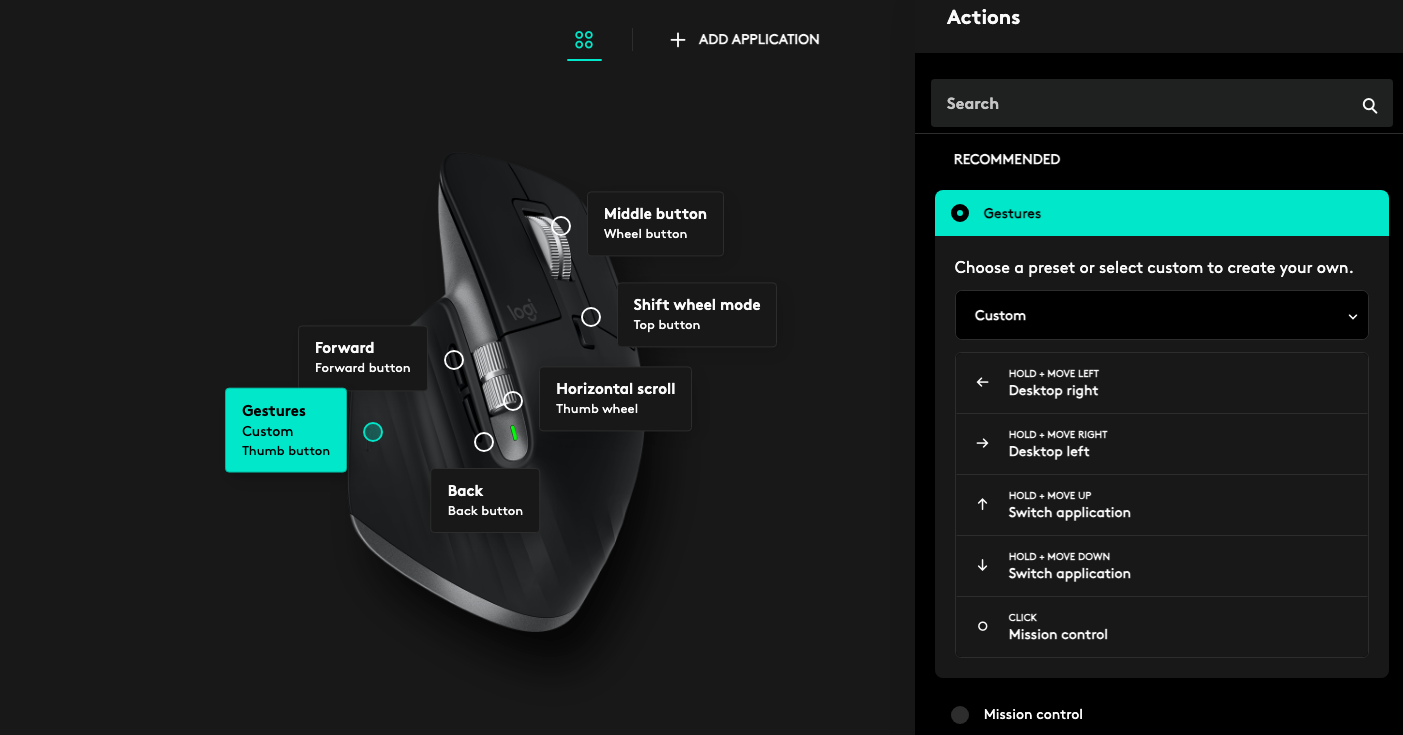 ADD APPLICATION
Middle button
Wheel button
logi
Shift wheel mode
Top button
Forward
Forward button
Horizontal scroll
Thumb wheel
Gestures
Custom
Thumb button
Back
Back button
Actions
Search
RECOMMENDED
Gestures
Choose a preset or select custom to create your own.
Custom
HOLD + MOVE LEFT
Desktop right
HOLD + MOVE RIGHT
Desktop left
HOLD + MOVE UP
Switch application
HOLD + MOVE DOWN
Switch application
CLICK
Mission control
Mission control